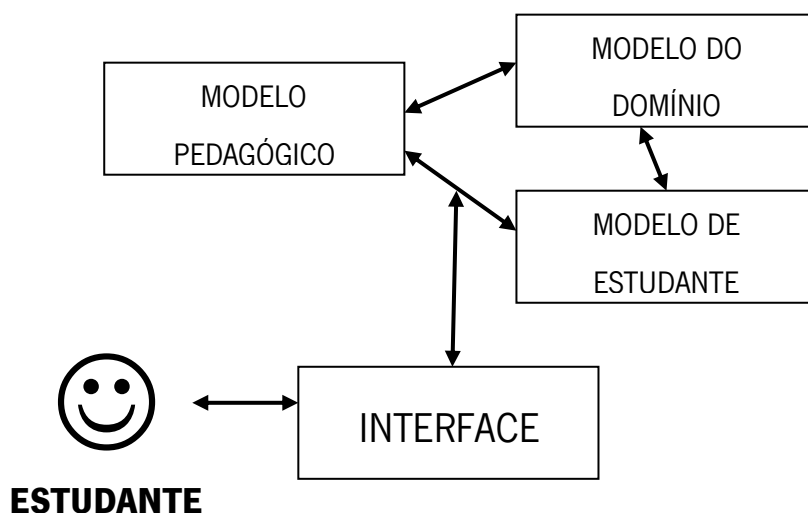 MODELO
PEDAGÓGICO
MODELO DO
DOMÍNIO
MODELO DE
ESTUDANTE
INTERFACE
ESTUDANTE